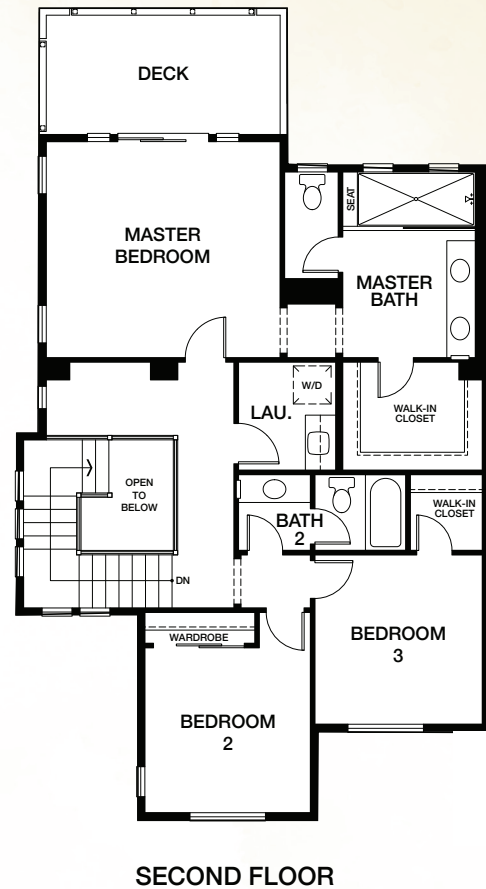 DECK
MASTER
BEDROOM
SEAT
MASTER
BATH
W/D
LAU.
WALK-IN
CLOSET
OPEN
TO
BELOW
BATH
2
WALK-IN
CLOSET
DN
WARDROBE
BEDROOM
3
BEDROOM
2
SECOND FLOOR